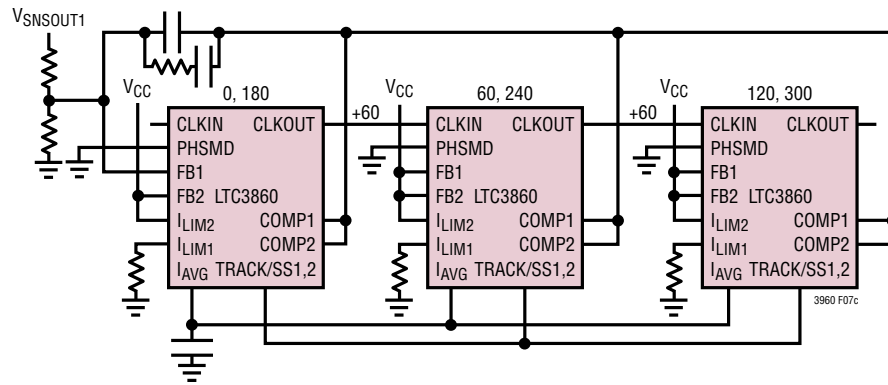 VSNSOUT1
VCC
0, 180
CLKIN CLKOUT
PHSMD
FB1
FB2 LTC3860
ILIM2 COMP1
ILIM1 COMP2
IAVG TRACK/SS1,2
+60
VCC
60, 240
CLKIN CLKOUT
PHSMD
FB1
FB2 LTC3860
ILIM2 COMP1
ILIM1 COMP2
IAVG TRACK/SS1,2
+60
VCC
120, 300
CLKIN CLKOUT
PHSMD
FB1
FB2 LTC3860
ILIM2 COMP1
ILIM1 COMP2
IAVG TRACK/SS1,2
3960 F07c